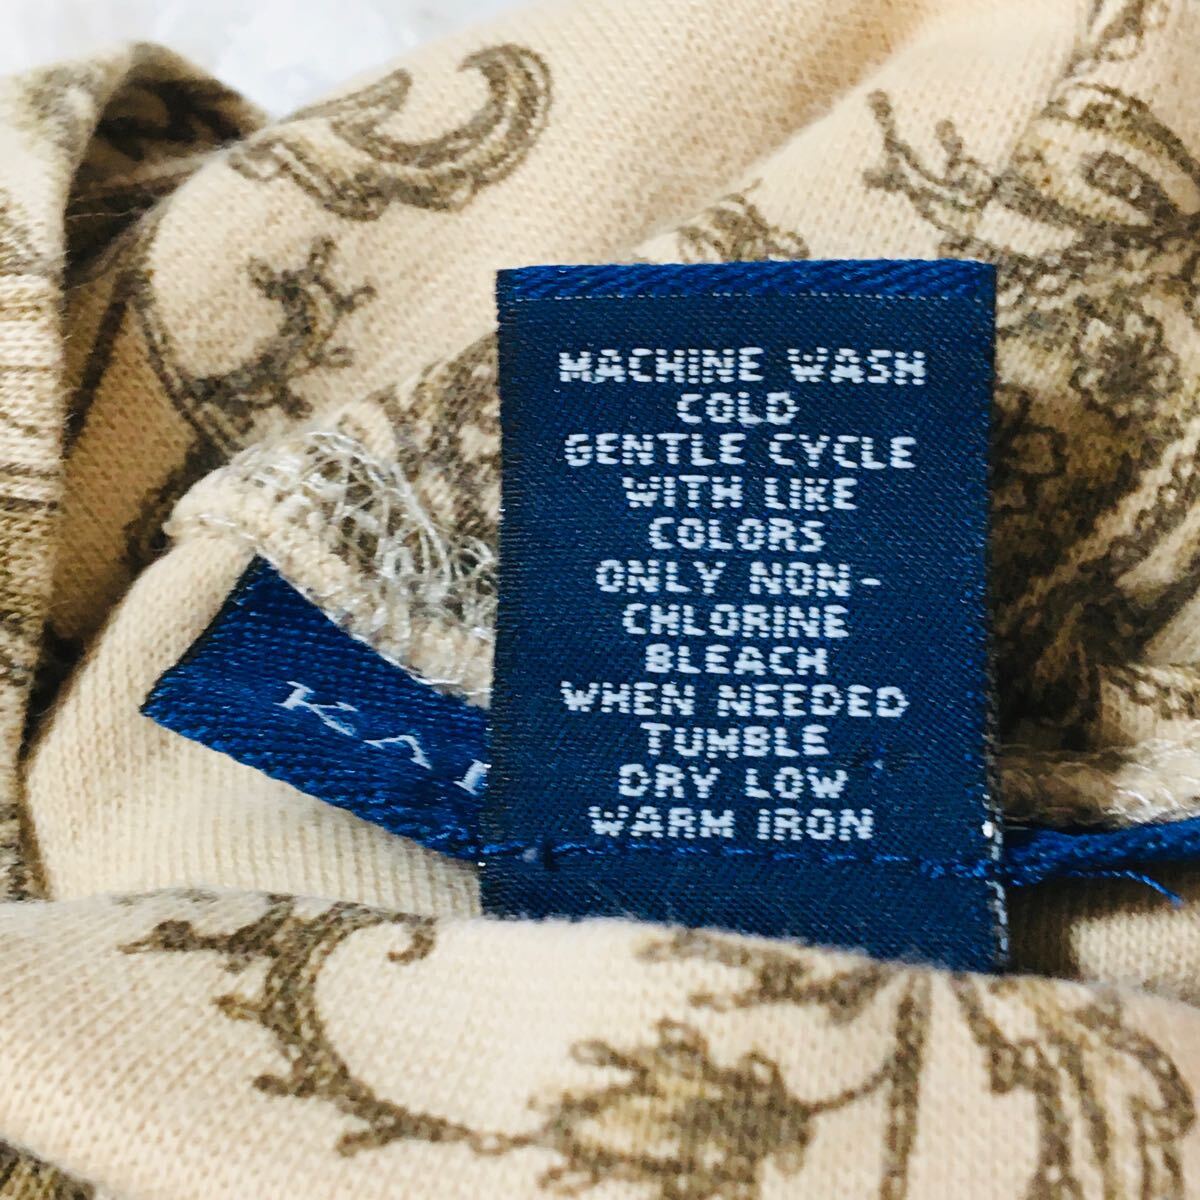 MACHINE WASH
COLD
GENTLE CYCLE
WITH LIKE
COLORS
ONLY NON-
CHLORINE
BLEACH
WHEN NEEDED
TUMBLE
DRY LOW
WARM IRON